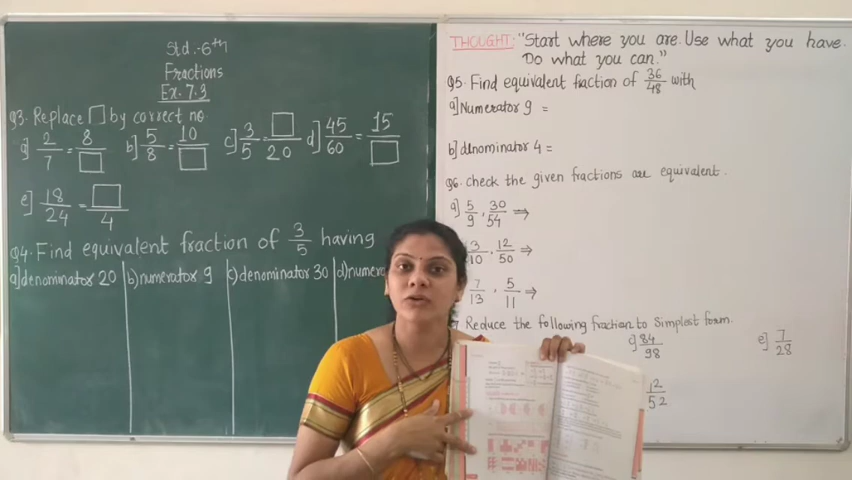 Std.-6th
Fractions
Ex. 7.3
Q3. Replace □ by correct no
a] 2/7 = 8/□ b] 5/8 = 10/□ c] 3/5 = □/20 d] 45/60 = 15/□
e] 18/24 = □/4
Q4. Find equivalent fraction of 3/5 having
a] denominator 20 b] numerator 9 c] denominator 30 d] numera
THOUGHT: "Start where you are. Use what you have.
Do what you can."
Q5. Find equivalent fraction of 36/48 with
a] Numerator 9 =
b] denominator 4 =
Q6. check the given fractions are equivalent.
a] 5/9, 30/54 ⇒
3/10, 12/50 ⇒
7/13, 5/11 ⇒
Reduce the following fraction to simplest form.
c] 84/98 e] 7/28
12/52